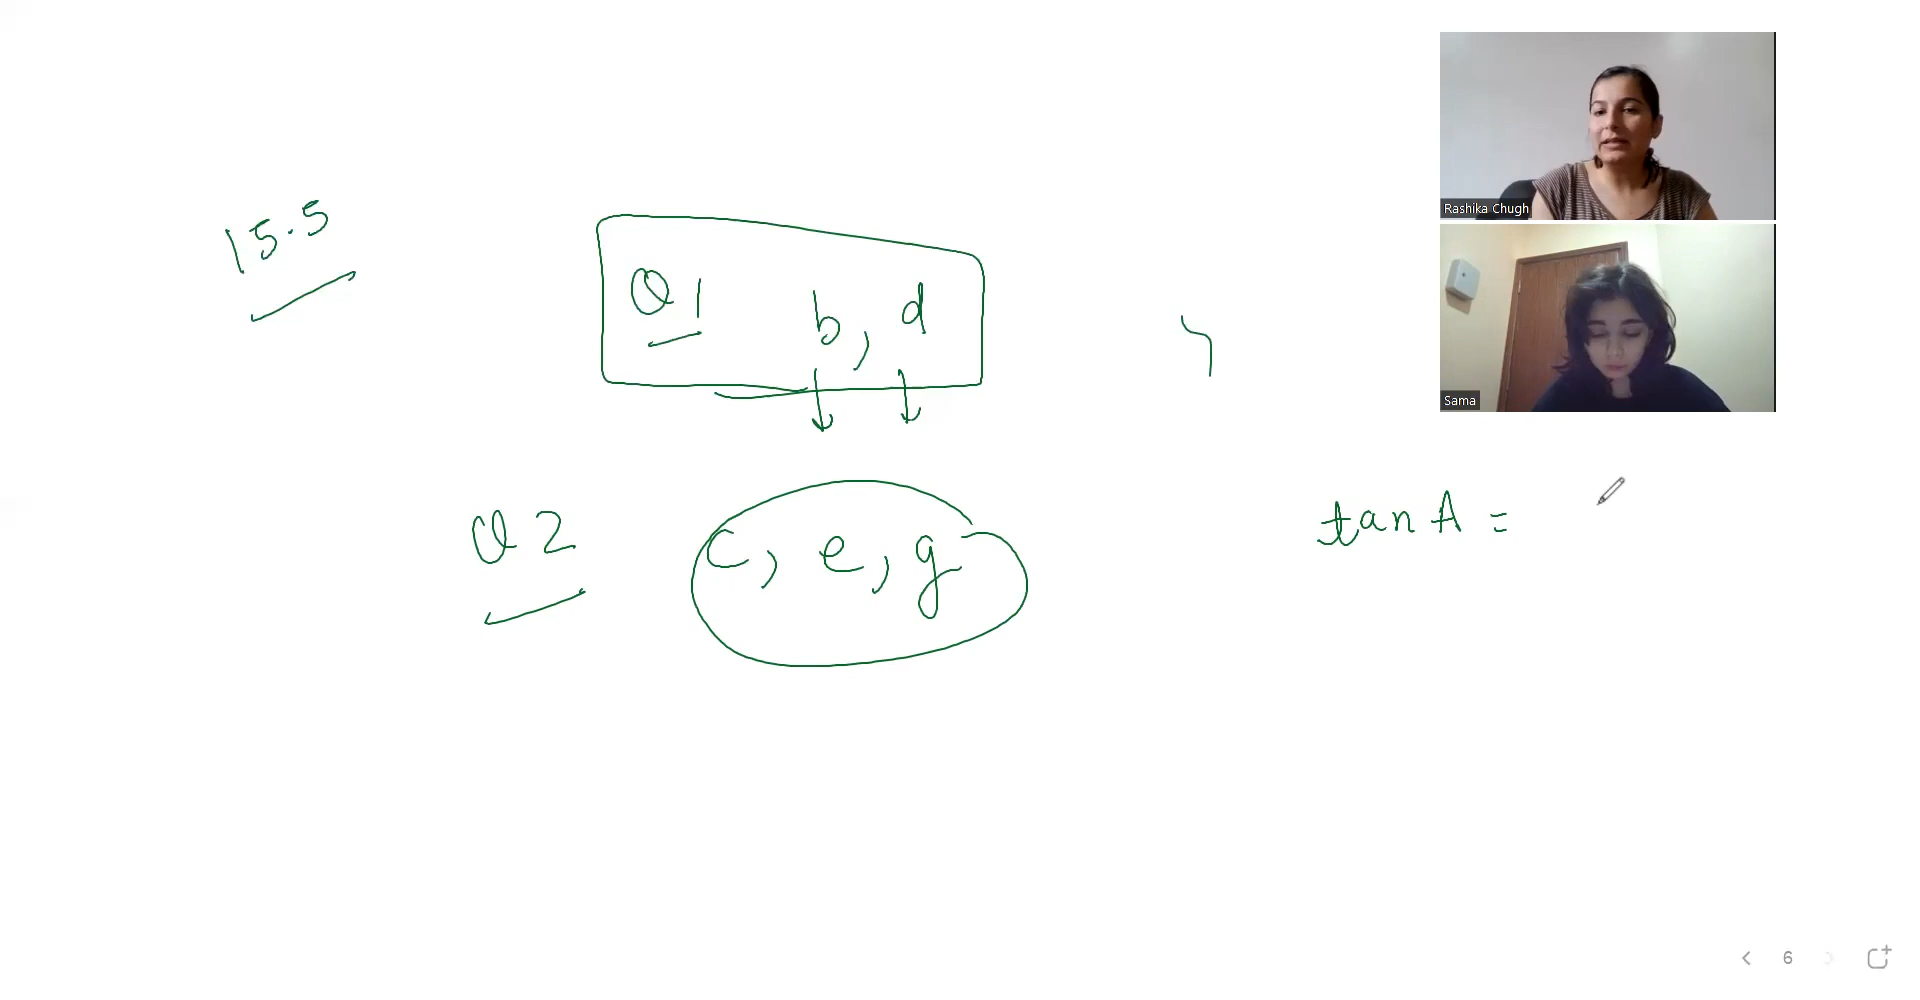 15.5
Q1 b, d
Q2 c, e, g
tan A =
Rashika Chugh
Sama
6